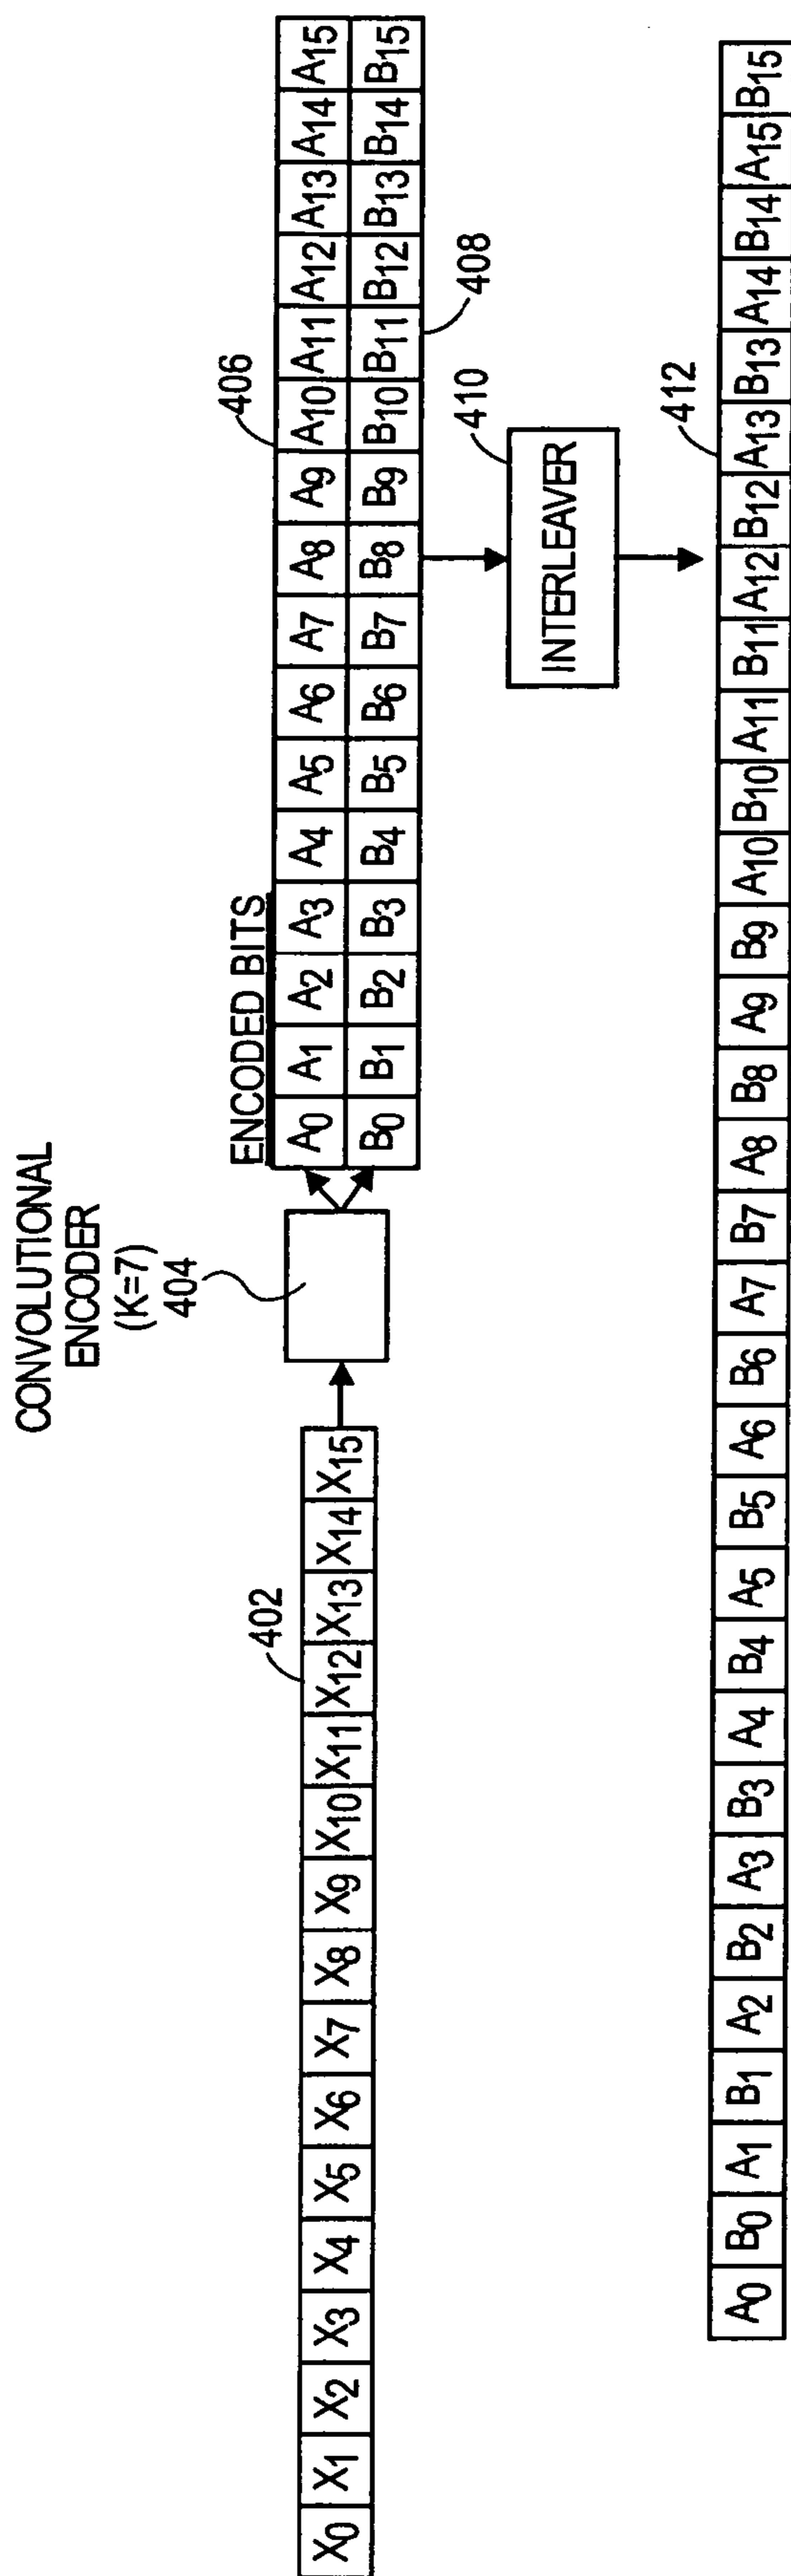 CONVOLUTIONAL
ENCODER
(K=7)
404
402
X0 X1 X2 X3 X4 X5 X6 X7 X8 X9 X10 X11 X12 X13 X14 X15
ENCODED BITS
406
A0 A1 A2 A3 A4 A5 A6 A7 A8 A9 A10 A11 A12 A13 A14 A15
B0 B1 B2 B3 B4 B5 B6 B7 B8 B9 B10 B11 B12 B13 B14 B15
408
410
INTERLEAVER
412
A0 B0 A1 B1 A2 B2 A3 B3 A4 B4 A5 B5 A6 B6 A7 B7 A8 B8 A9 B9 A10 B10 A11 B11 A12 B12 A13 B13 A14 B14 A15 B15